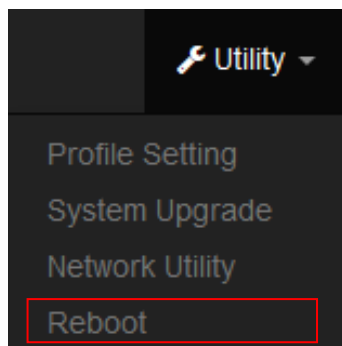 Utility
Profile Setting
System Upgrade
Network Utility
Reboot